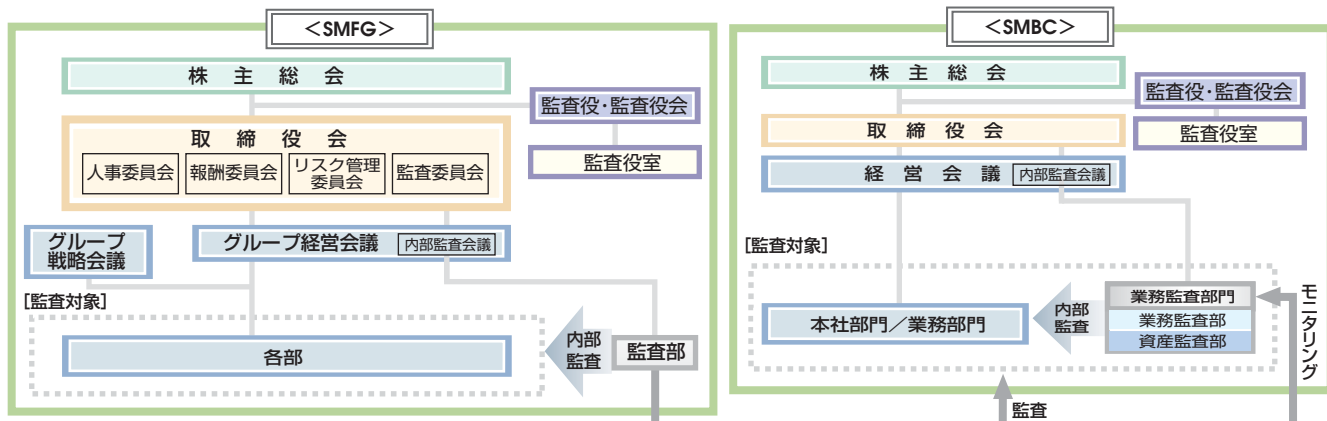 <SMFG>
株主総会
監査役・監査役会
取締役会
監査役室
人事委員会
報酬委員会
リスク管理
委員会
監査委員会
グループ
戦略会議
グループ経営会議
内部監査会議
[監査対象]
各部
内部
監査
監査部
<SMBC>
株主総会
監査役・監査役会
取締役会
監査役室
経営会議
内部監査会議
[監査対象]
本社部門／業務部門
内部
監査
業務監査部門
業務監査部
資産監査部
モニタリング
監査